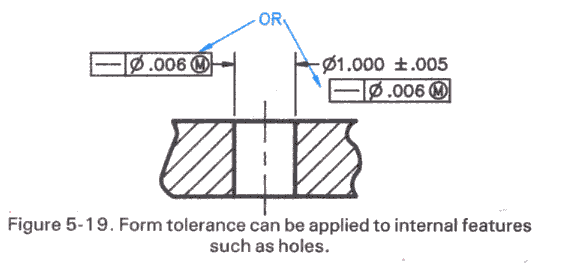 OR
— Ø .006 Ⓜ
Ø1.000 ±.005
— Ø .006 Ⓜ
Figure 5-19. Form tolerance can be applied to internal features
such as holes.